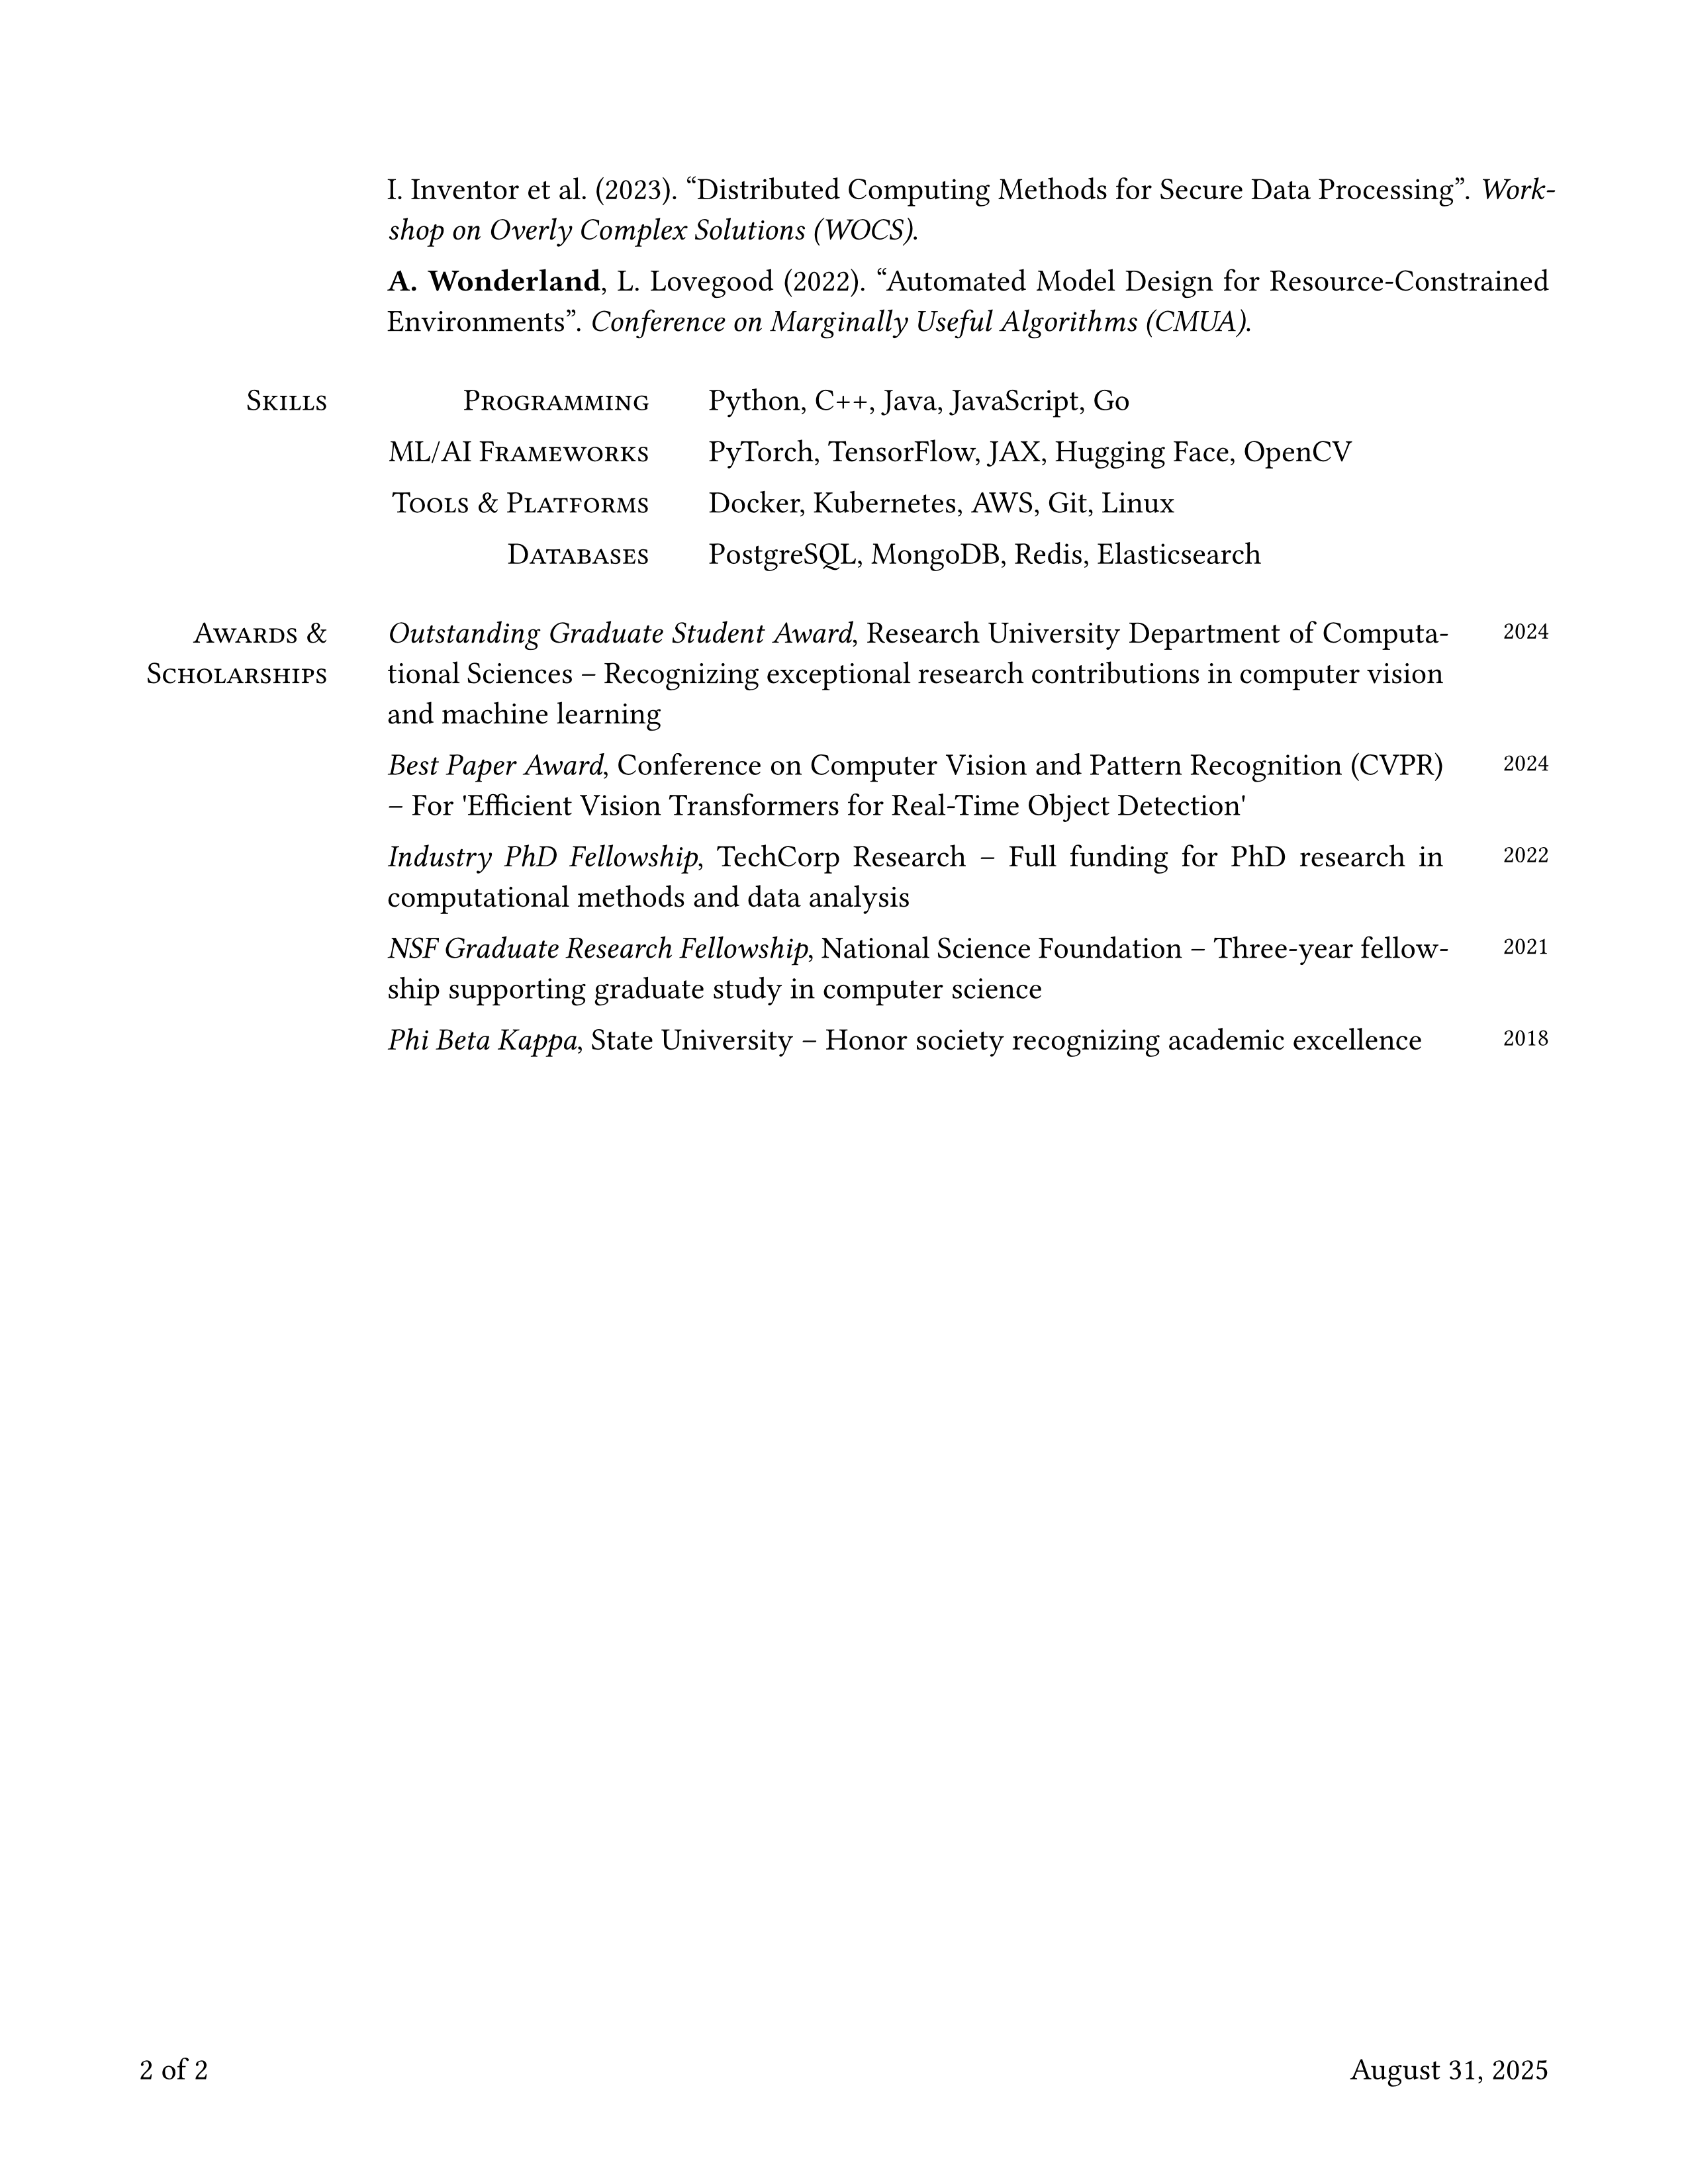 I. Inventor et al. (2023). “Distributed Computing Methods for Secure Data Processing”. Work-
shop on Overly Complex Solutions (WOCS).
A. Wonderland, L. Lovegood (2022). “Automated Model Design for Resource-Constrained
Environments”. Conference on Marginally Useful Algorithms (CMUA).
Skills Programming Python, C++, Java, JavaScript, Go
ML/AI Frameworks PyTorch, TensorFlow, JAX, Hugging Face, OpenCV
Tools & Platforms Docker, Kubernetes, AWS, Git, Linux
Databases PostgreSQL, MongoDB, Redis, Elasticsearch
Awards &
Scholarships
Outstanding Graduate Student Award, Research University Department of Computa- 2024
tional Sciences – Recognizing exceptional research contributions in computer vision
and machine learning
Best Paper Award, Conference on Computer Vision and Pattern Recognition (CVPR) 2024
– For 'Efficient Vision Transformers for Real-Time Object Detection'
Industry PhD Fellowship, TechCorp Research – Full funding for PhD research in 2022
computational methods and data analysis
NSF Graduate Research Fellowship, National Science Foundation – Three-year fellow- 2021
ship supporting graduate study in computer science
Phi Beta Kappa, State University – Honor society recognizing academic excellence 2018
2 of 2 August 31, 2025